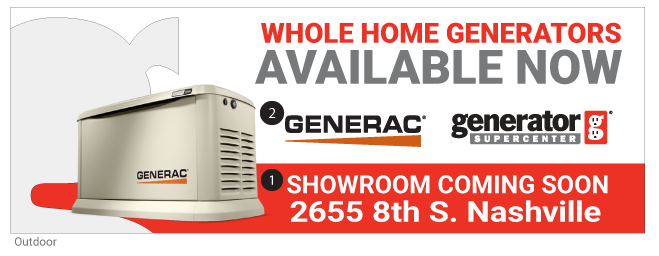 WHOLE HOME GENERATORS
AVAILABLE NOW
2 GENERAC®
generator g®
SUPERCENTER
GENERAC®
1 SHOWROOM COMING SOON
2655 8th S. Nashville
Outdoor